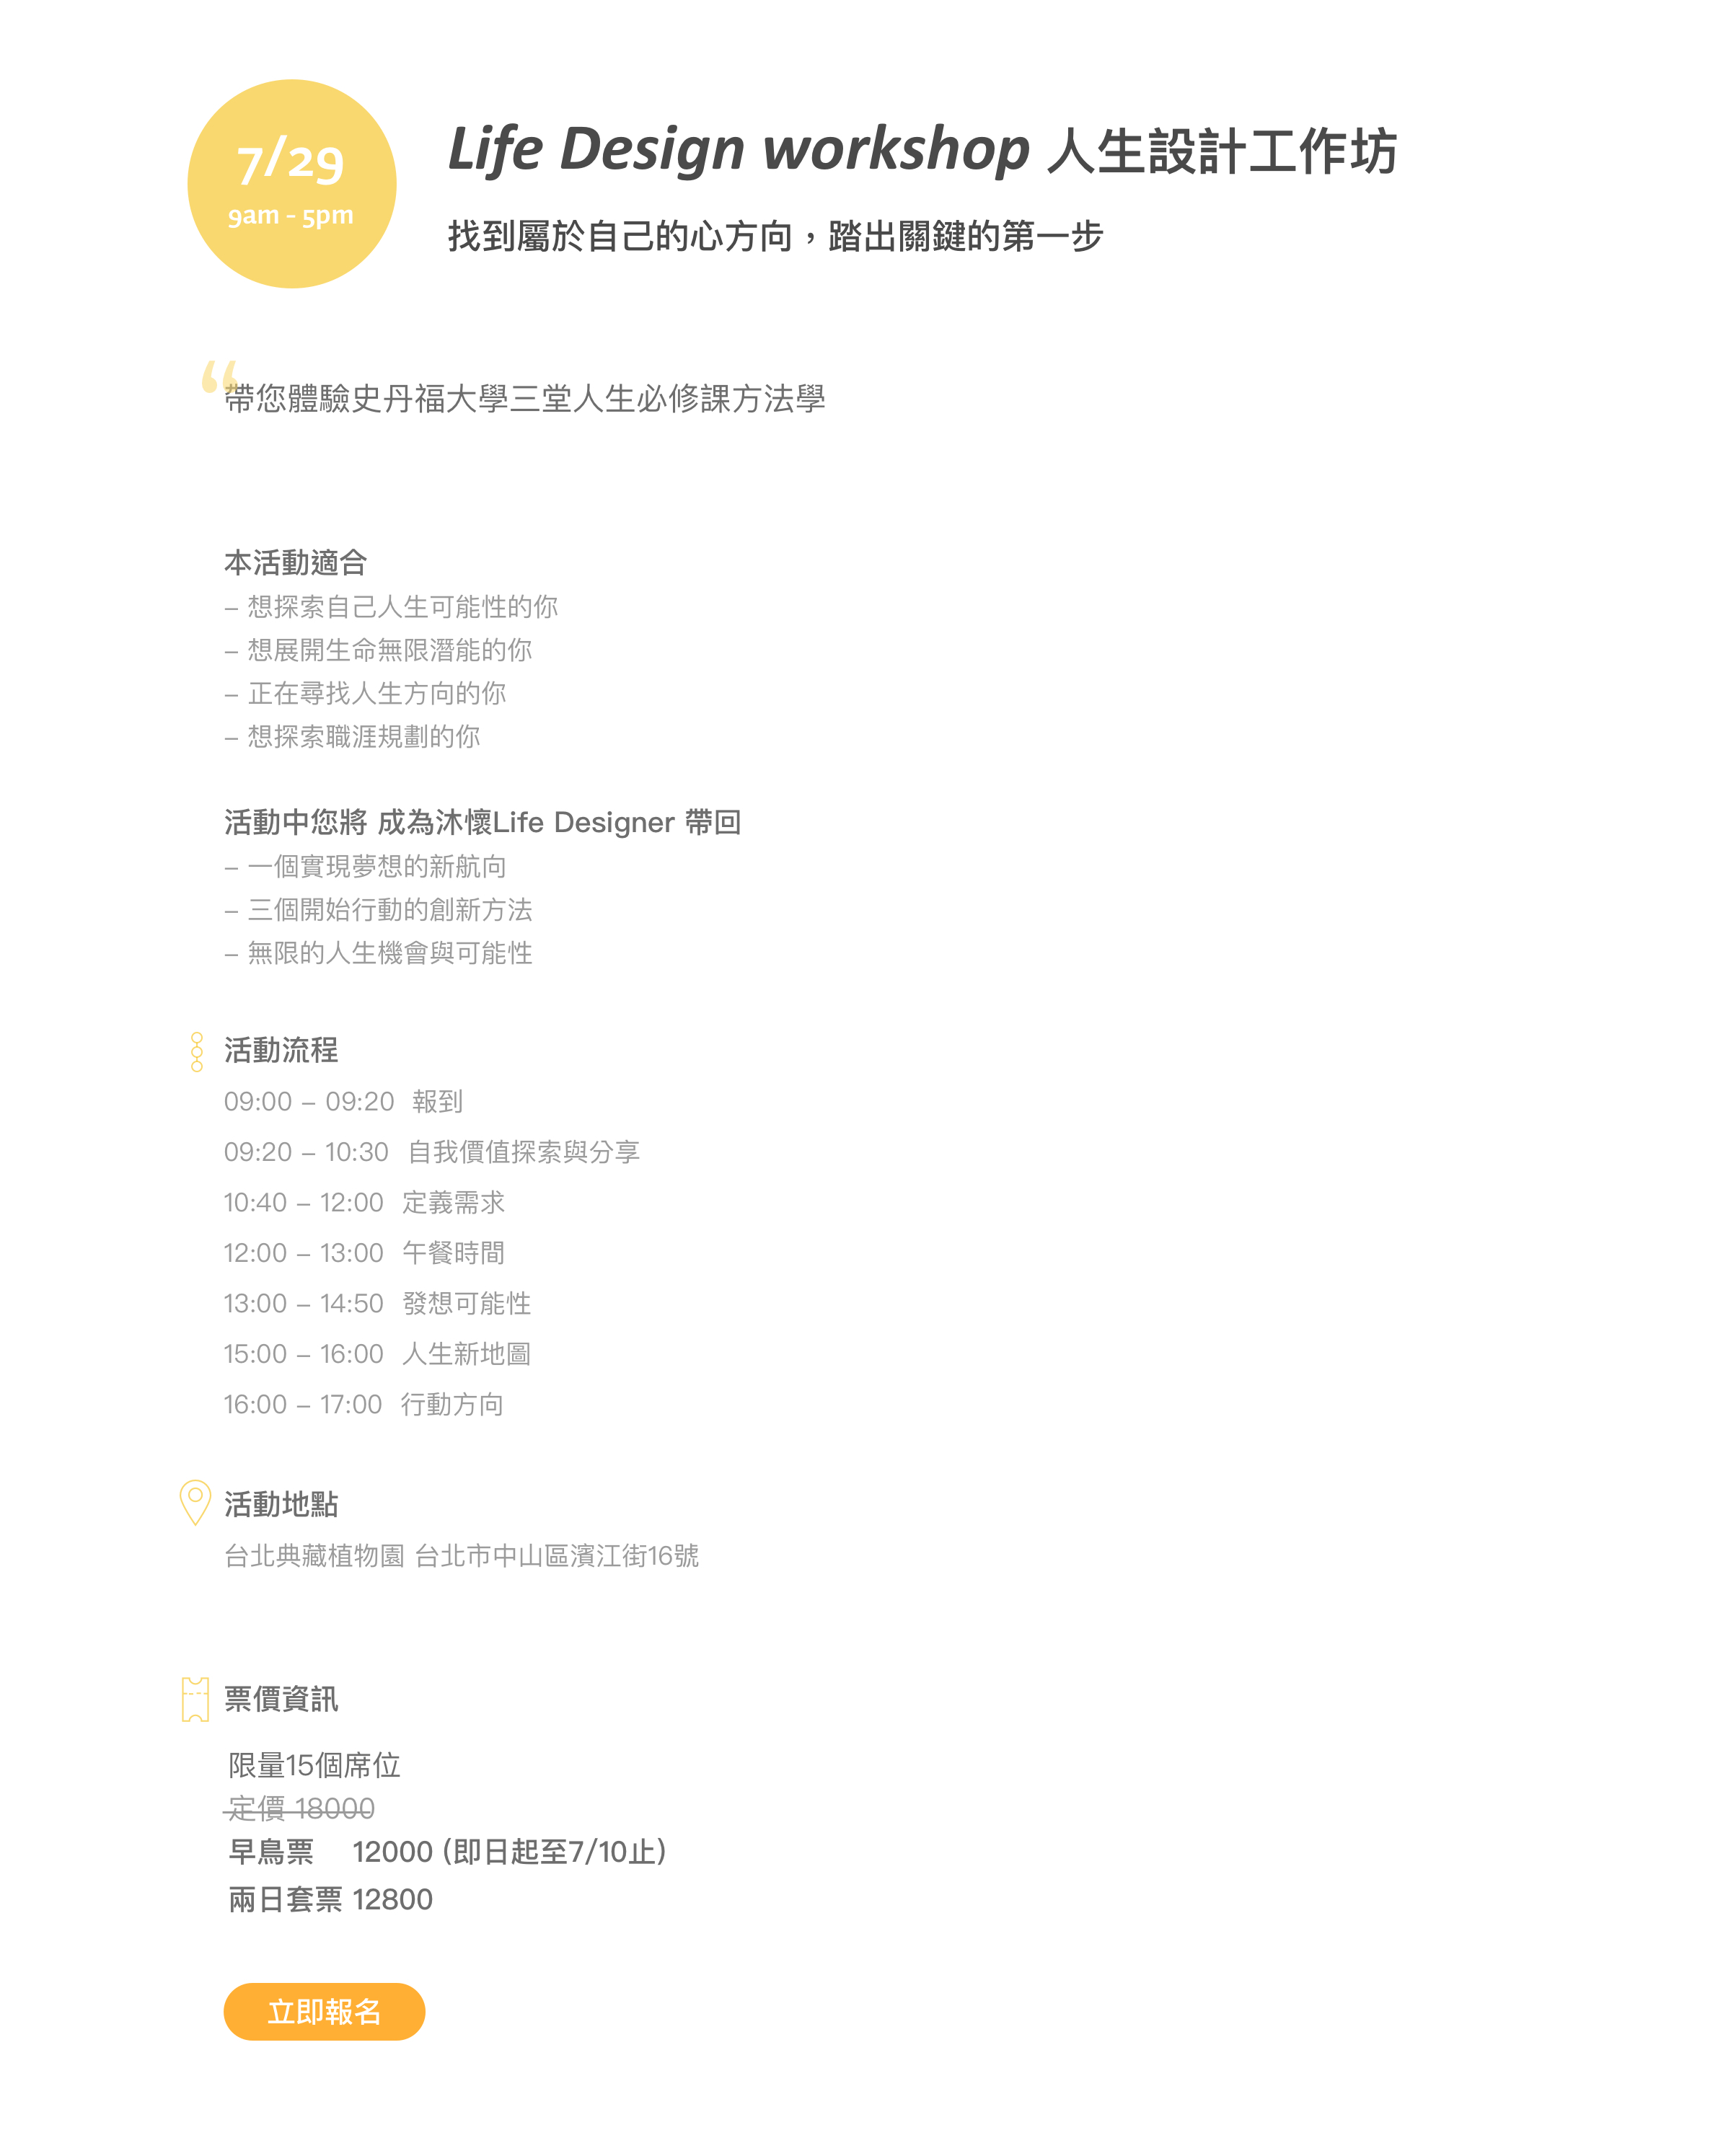 7/29
9am - 5pm
Life Design workshop 人生設計工作坊
找到屬於自己的心方向，踏出關鍵的第一步
“
帶您體驗史丹福大學三堂人生必修課方法學
本活動適合
– 想探索自己人生可能性的你
– 想展開生命無限潛能的你
– 正在尋找人生方向的你
– 想探索職涯規劃的你
活動中您將 成為沐懷Life Designer 帶回
– 一個實現夢想的新航向
– 三個開始行動的創新方法
– 無限的人生機會與可能性
活動流程
09:00 – 09:20 報到
09:20 – 10:30 自我價值探索與分享
10:40 – 12:00 定義需求
12:00 – 13:00 午餐時間
13:00 – 14:50 發想可能性
15:00 – 16:00 人生新地圖
16:00 – 17:00 行動方向
活動地點
台北典藏植物園 台北市中山區濱江街16號
票價資訊
限量15個席位
定價 18000
早鳥票 12000 (即日起至7/10止)
兩日套票 12800
立即報名